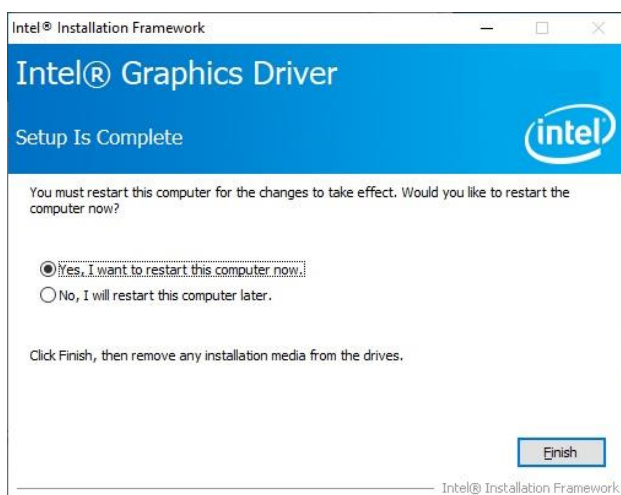 Intel® Installation Framework
Intel® Graphics Driver
Setup Is Complete
intel
You must restart this computer for the changes to take effect. Would you like to restart the
computer now?
Yes, I want to restart this computer now.
No, I will restart this computer later.
Click Finish, then remove any installation media from the drives.
Finish
Intel® Installation Framework